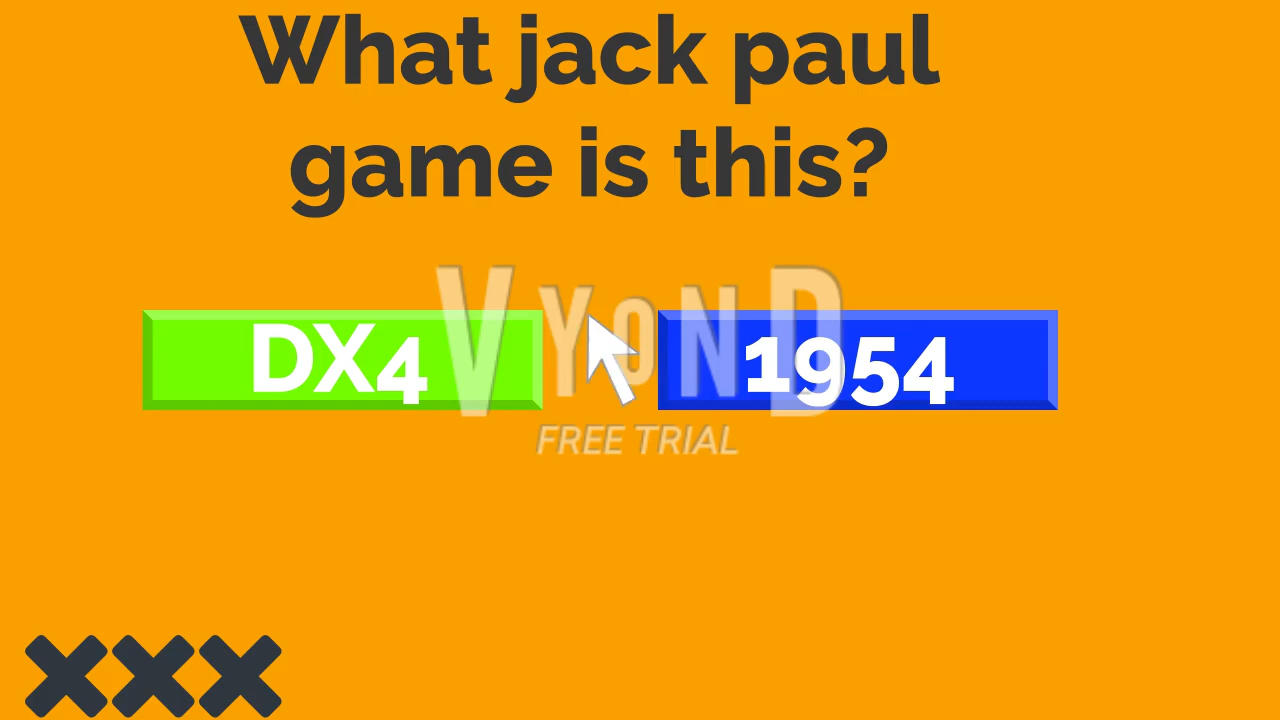 What jack paul
game is this?
DX4
1954
VYOND
FREE TRIAL